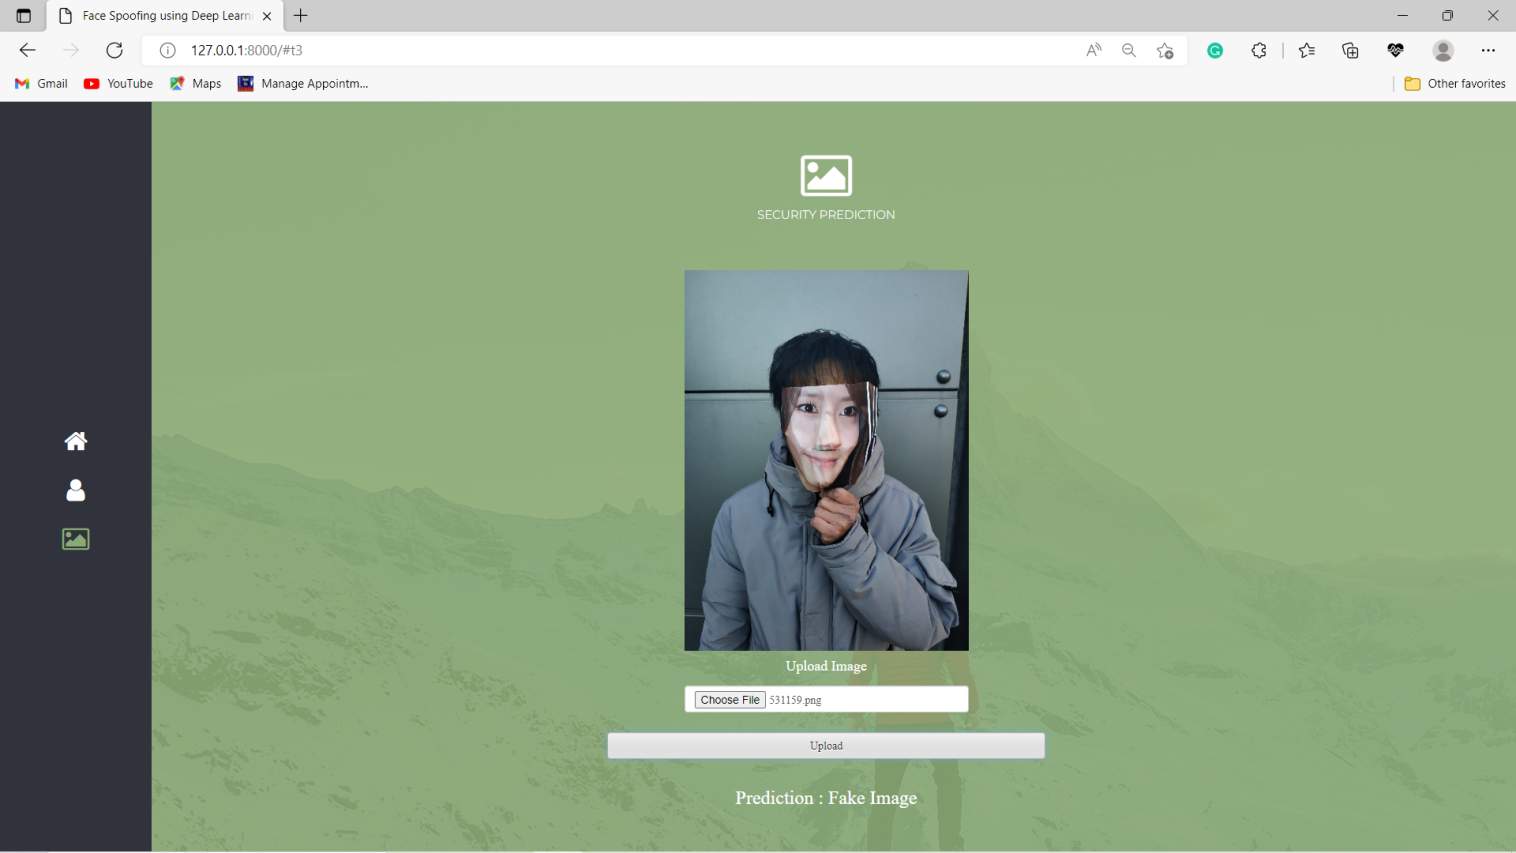 Face Spoofing using Deep Learni
127.0.0.1:8000/#t3
Gmail
YouTube
Maps
Manage Appointm...
Other favorites
SECURITY PREDICTION
Upload Image
Choose File 531159.png
Upload
Prediction : Fake Image